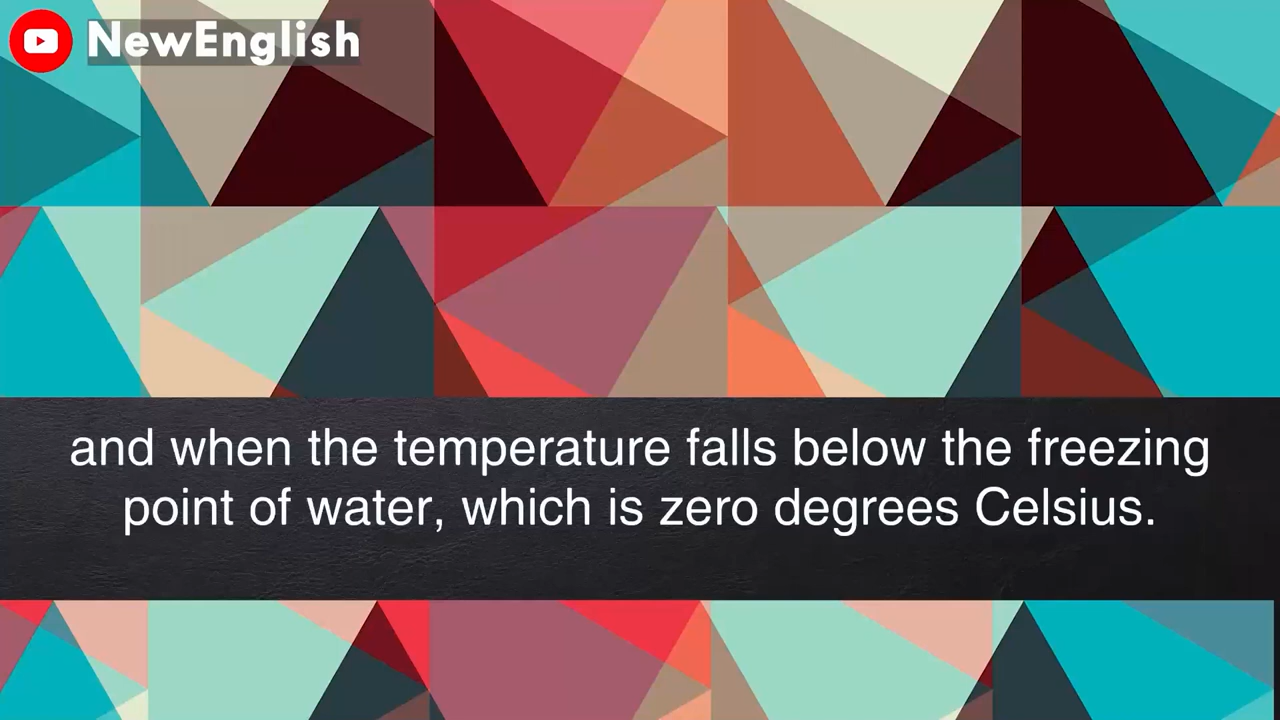 NewEnglish
and when the temperature falls below the freezing
point of water, which is zero degrees Celsius.